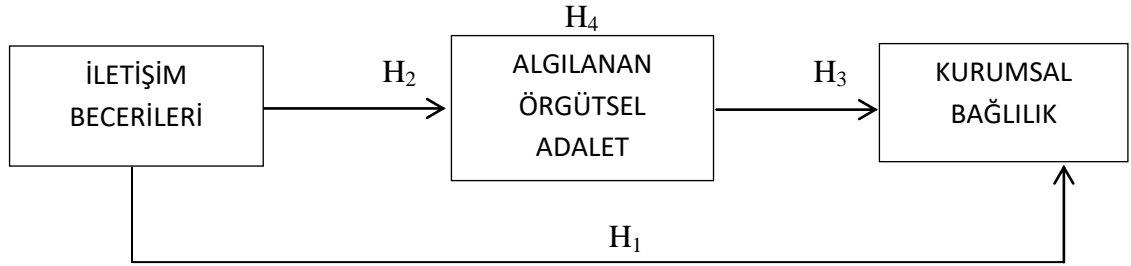 H₄
İLETİŞİM
BECERİLERİ
H₂
ALGILANAN
ÖRGÜTSEL
ADALET
H₃
KURUMSAL
BAĞLILIK
H₁